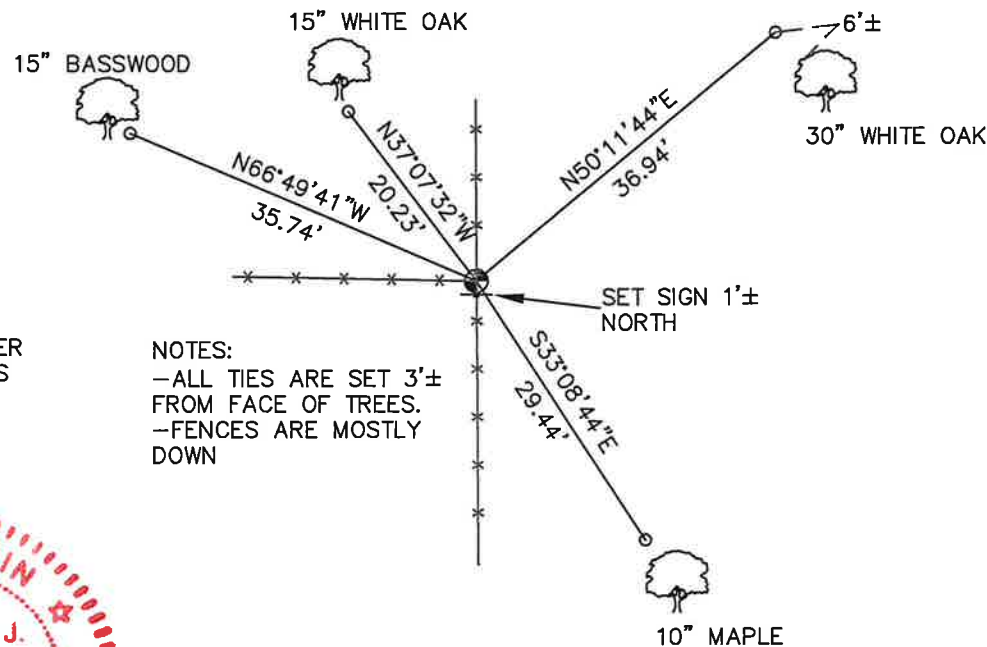 15" WHITE OAK
6'±
15" BASSWOOD
30" WHITE OAK
N66°49'41"W
35.74'
N37°07'32"W
20.23'
N50°11'44"E
36.94'
SET SIGN 1'±
NORTH
S33°08'44"E
29.44'
ER
S
NOTES:
-ALL TIES ARE SET 3'±
FROM FACE OF TREES.
-FENCES ARE MOSTLY
DOWN
IN
J.
10" MAPLE